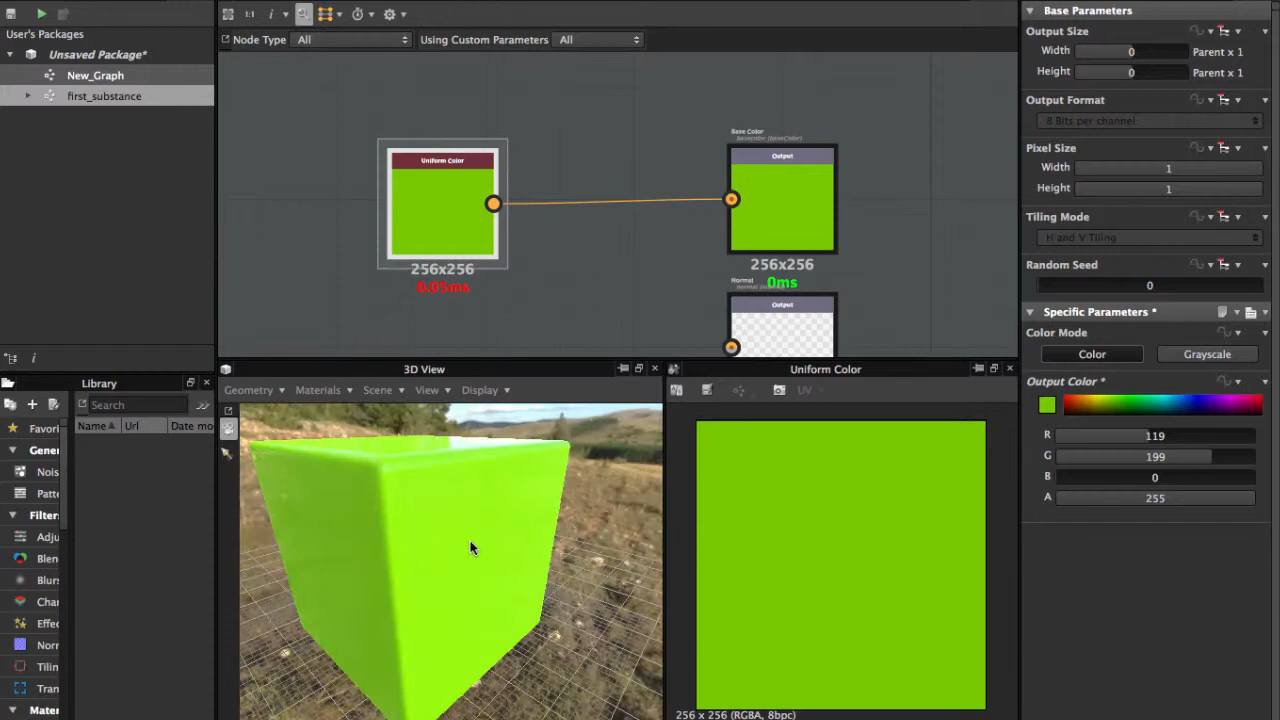 1:1 i
Node Type All Using Custom Parameters All
User's Packages
Unsaved Package*
New_Graph
first_substance
Base Color
Uniform Color
Output
256x256
0.05ms
256x256
0ms
Normal
Output
Base Parameters
Output Size
Width 0 Parent x 1
Height 0 Parent x 1
Output Format
8 Bits per channel
Pixel Size
Width 1
Height 1
Tiling Mode
H and V Tiling
Random Seed
0
Specific Parameters *
Color Mode
Color Grayscale
Output Color *
R 119
G 199
B 0
A 255
Library
Search
Name Url Date mo
Favori
Gener
Nois
Patte
Filters
Adju
Blen
Blurs
Chan
Effec
Norr
Tilin
Tran
Mater
3D View
Geometry Materials Scene View Display
Uniform Color
UV
256 x 256 (RGBA, 8bpc)